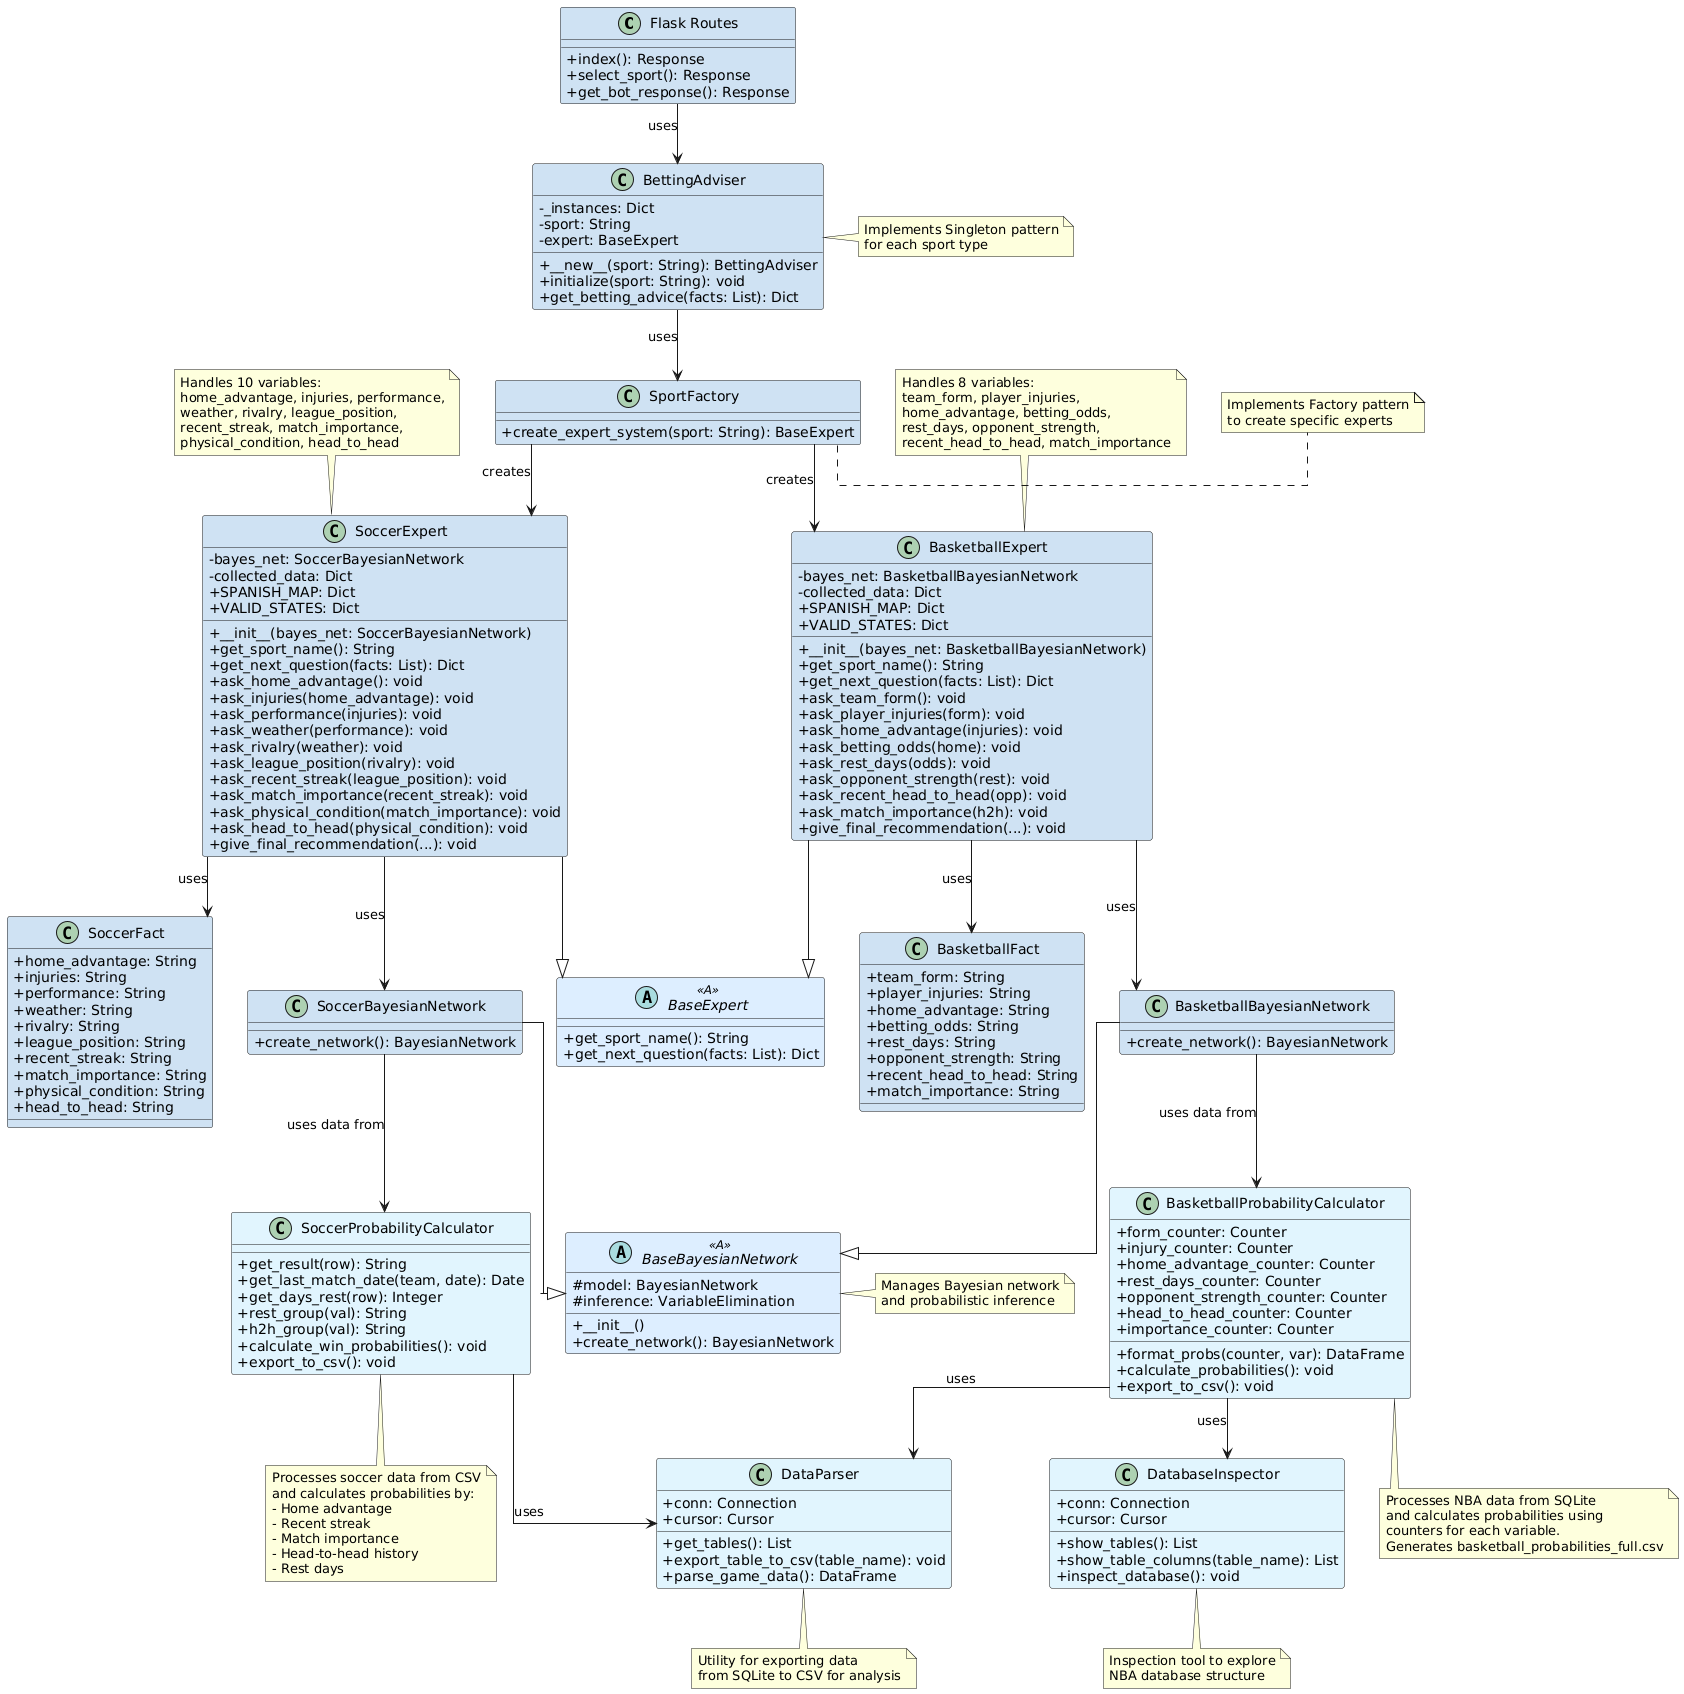 C Flask Routes
+index(): Response
+select_sport(): Response
+get_bot_response(): Response
uses
C BettingAdviser
-_instances: Dict
-sport: String
-expert: BaseExpert
+__new__(sport: String): BettingAdviser
+initialize(sport: String): void
+get_betting_advice(facts: List): Dict
Implements Singleton pattern
for each sport type
uses
Handles 10 variables:
home_advantage, injuries, performance,
weather, rivalry, league_position,
recent_streak, match_importance,
physical_condition, head_to_head
C SportFactory
+create_expert_system(sport: String): BaseExpert
Handles 8 variables:
team_form, player_injuries,
home_advantage, betting_odds,
rest_days, opponent_strength,
recent_head_to_head, match_importance
Implements Factory pattern
to create specific experts
creates
creates
C SoccerExpert
-bayes_net: SoccerBayesianNetwork
-collected_data: Dict
+SPANISH_MAP: Dict
+VALID_STATES: Dict
+__init__(bayes_net: SoccerBayesianNetwork)
+get_sport_name(): String
+get_next_question(facts: List): Dict
+ask_home_advantage(): void
+ask_injuries(home_advantage): void
+ask_performance(injuries): void
+ask_weather(performance): void
+ask_rivalry(weather): void
+ask_league_position(rivalry): void
+ask_recent_streak(league_position): void
+ask_match_importance(recent_streak): void
+ask_physical_condition(match_importance): void
+ask_head_to_head(physical_condition): void
+give_final_recommendation(...): void
C BasketballExpert
-bayes_net: BasketballBayesianNetwork
-collected_data: Dict
+SPANISH_MAP: Dict
+VALID_STATES: Dict
+__init__(bayes_net: BasketballBayesianNetwork)
+get_sport_name(): String
+get_next_question(facts: List): Dict
+ask_team_form(): void
+ask_player_injuries(form): void
+ask_home_advantage(injuries): void
+ask_betting_odds(home): void
+ask_rest_days(odds): void
+ask_opponent_strength(rest): void
+ask_recent_head_to_head(opp): void
+ask_match_importance(h2h): void
+give_final_recommendation(...): void
uses
uses
uses
uses
C SoccerFact
+home_advantage: String
+injuries: String
+performance: String
+weather: String
+rivalry: String
+league_position: String
+recent_streak: String
+match_importance: String
+physical_condition: String
+head_to_head: String
C SoccerBayesianNetwork
+create_network(): BayesianNetwork
A «A»
BaseExpert
+get_sport_name(): String
+get_next_question(facts: List): Dict
C BasketballFact
+team_form: String
+player_injuries: String
+home_advantage: String
+betting_odds: String
+rest_days: String
+opponent_strength: String
+recent_head_to_head: String
+match_importance: String
C BasketballBayesianNetwork
+create_network(): BayesianNetwork
uses data from
uses data from
C SoccerProbabilityCalculator
+get_result(row): String
+get_last_match_date(team, date): Date
+get_days_rest(row): Integer
+rest_group(val): String
+h2h_group(val): String
+calculate_win_probabilities(): void
+export_to_csv(): void
A «A»
BaseBayesianNetwork
#model: BayesianNetwork
#inference: VariableElimination
+__init__()
+create_network(): BayesianNetwork
Manages Bayesian network
and probabilistic inference
C BasketballProbabilityCalculator
+form_counter: Counter
+injury_counter: Counter
+home_advantage_counter: Counter
+rest_days_counter: Counter
+opponent_strength_counter: Counter
+head_to_head_counter: Counter
+importance_counter: Counter
+format_probs(counter, var): DataFrame
+calculate_probabilities(): void
+export_to_csv(): void
uses
uses
uses
Processes soccer data from CSV
and calculates probabilities by:
- Home advantage
- Recent streak
- Match importance
- Head-to-head history
- Rest days
C DataParser
+conn: Connection
+cursor: Cursor
+get_tables(): List
+export_table_to_csv(table_name): void
+parse_game_data(): DataFrame
C DatabaseInspector
+conn: Connection
+cursor: Cursor
+show_tables(): List
+show_table_columns(table_name): List
+inspect_database(): void
Processes NBA data from SQLite
and calculates probabilities using
counters for each variable.
Generates basketball_probabilities_full.csv
Utility for exporting data
from SQLite to CSV for analysis
Inspection tool to explore
NBA database structure